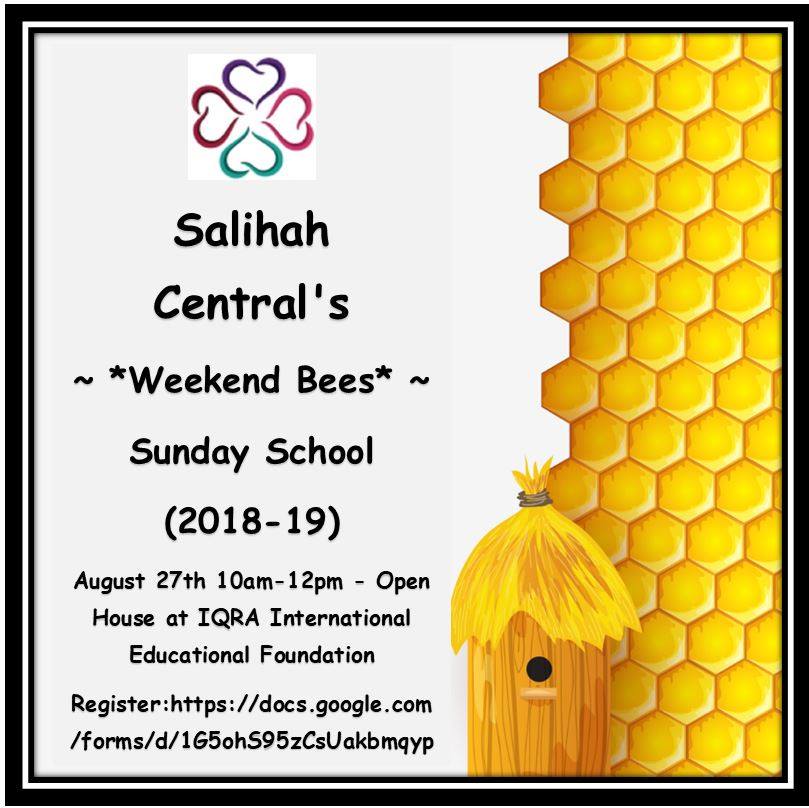 Salihah
Central's
~ *Weekend Bees* ~
Sunday School
(2018-19)
August 27th 10am-12pm - Open
House at IQRA International
Educational Foundation
Register:https://docs.google.com
/forms/d/1G5ohS95zCsUakbmqyp